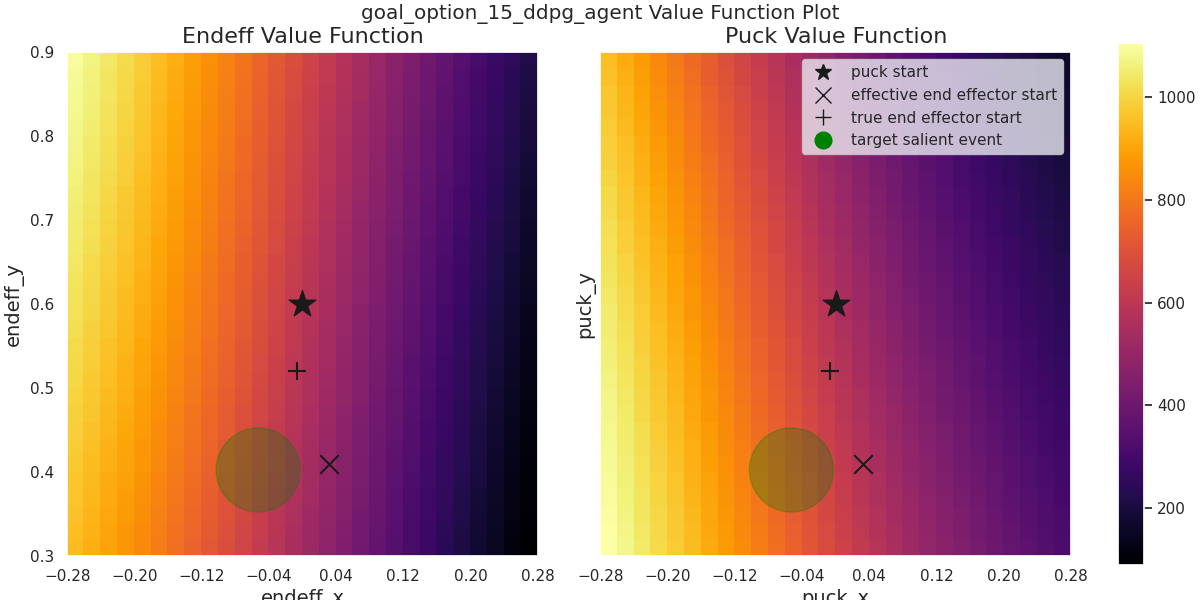 goal_option_15_ddpg_agent Value Function Plot
Endeff Value Function
Puck Value Function
0.9
0.8
0.7
0.6
0.5
0.4
0.3
endeff_y
−0.28 −0.20 −0.12 −0.04 0.04 0.12 0.20 0.28
endeff_x
puck_y
puck start
effective end effector start
true end effector start
target salient event
−0.28 −0.20 −0.12 −0.04 0.04 0.12 0.20 0.28
puck_x
1000
800
600
400
200